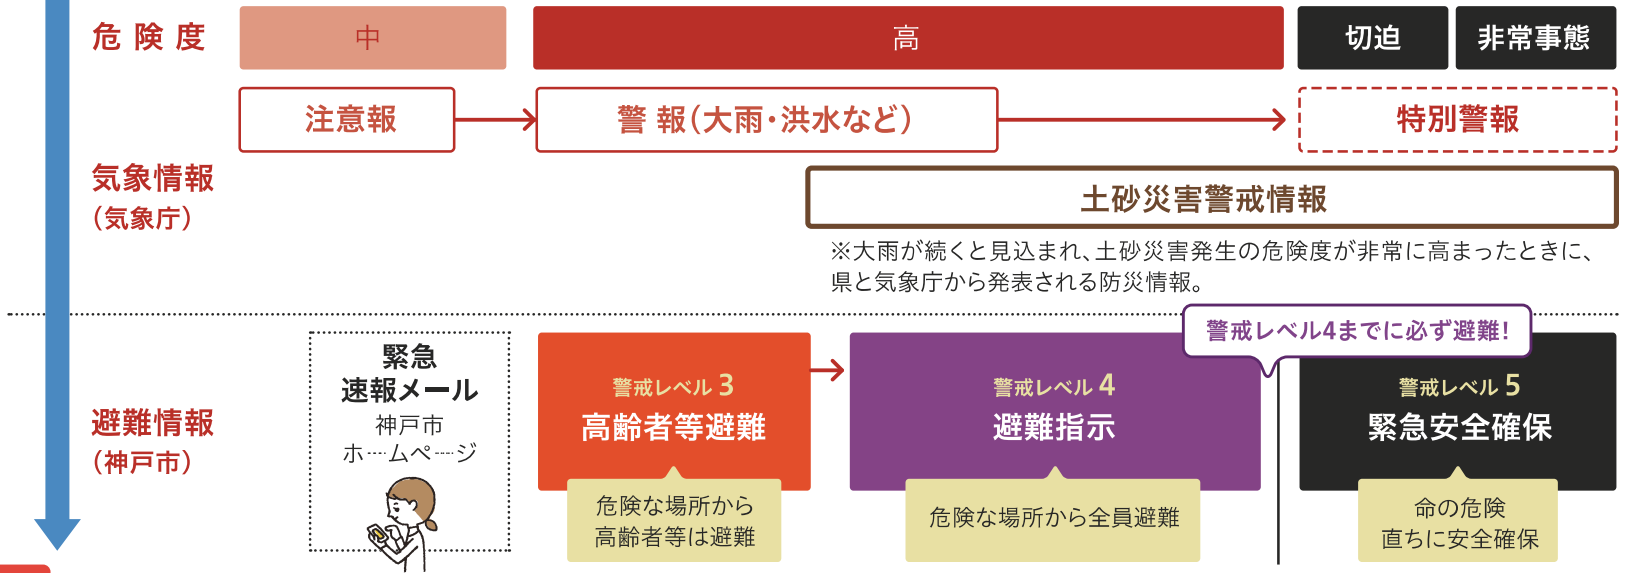 危険度
中
高
切迫
非常事態
注意報
警報(大雨・洪水など)
特別警報
気象情報
(気象庁)
土砂災害警戒情報
※大雨が続くと見込まれ、土砂災害発生の危険度が非常に高まったときに、
県と気象庁から発表される防災情報。
警戒レベル4までに必ず避難!
避難情報
(神戸市)
緊急
速報メール
神戸市
ホームページ
警戒レベル 3
高齢者等避難
危険な場所から
高齢者等は避難
警戒レベル 4
避難指示
危険な場所から全員避難
警戒レベル 5
緊急安全確保
命の危険
直ちに安全確保